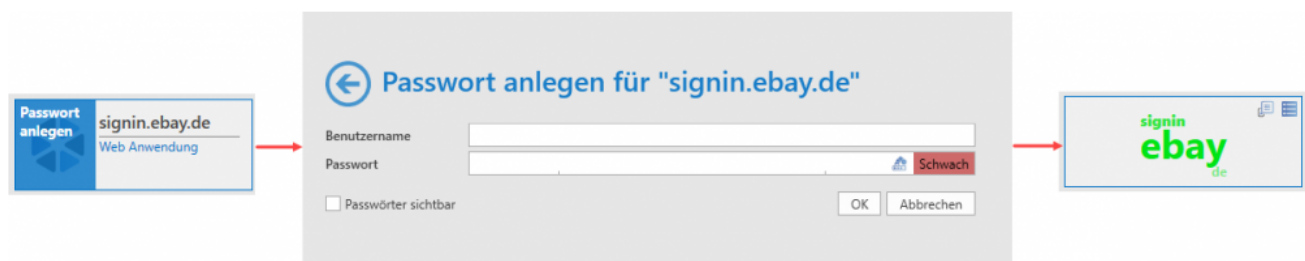 Passwort
anlegen
signin.ebay.de
Web Anwendung
Passwort anlegen für "signin.ebay.de"
Benutzername
Passwort
Schwach
Passwörter sichtbar
OK
Abbrechen
signin
ebay
de